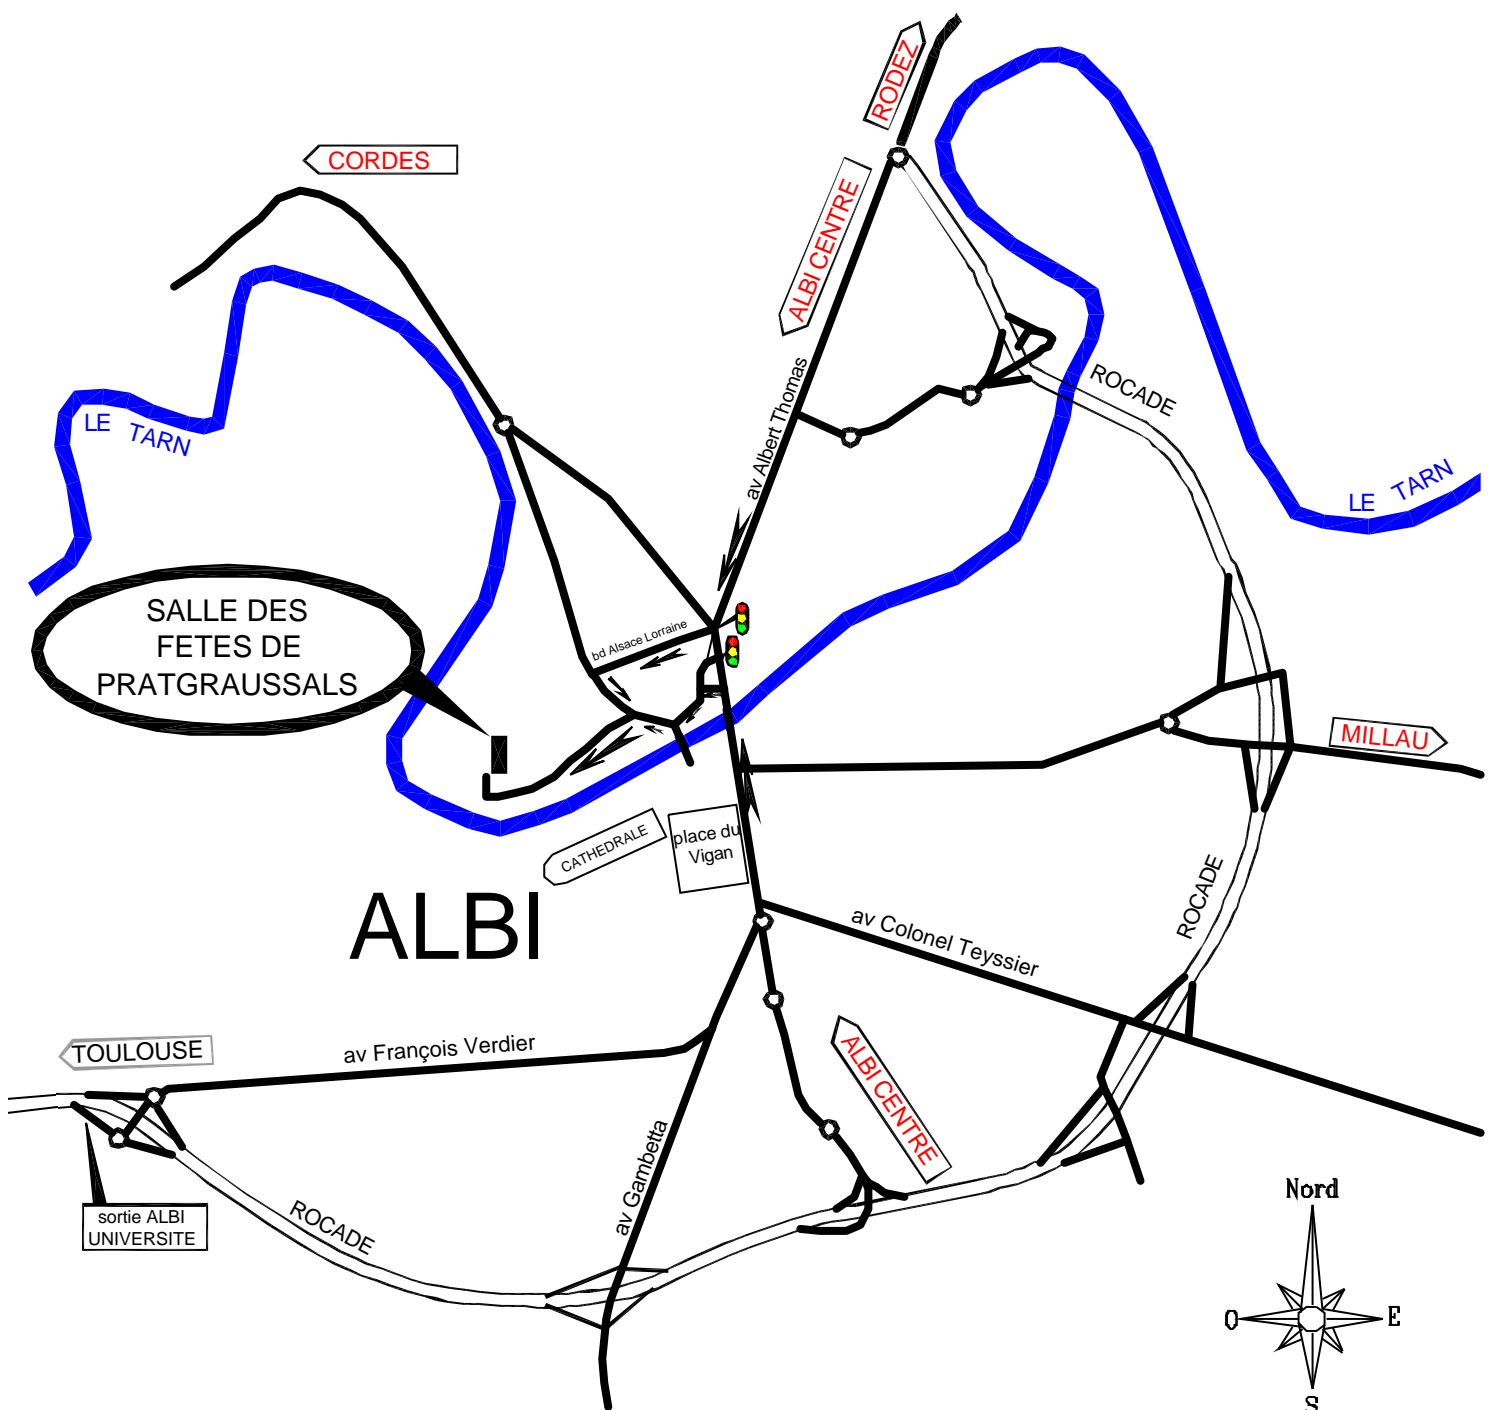 RODEZ
CORDES
ALBI CENTRE
ROCADE
av Albert Thomas
LE TARN
LE TARN
SALLE DES
FETES DE
PRATGRAUSSALS
bd Alsace Lorraine
MILLAU
CATHEDRALE
place du
Vigan
ALBI
ROCADE
av Colonel Teyssier
TOULOUSE
av François Verdier
ALBI CENTRE
av Gambetta
sortie ALBI
UNIVERSITE
ROCADE
Nord
O
E
S